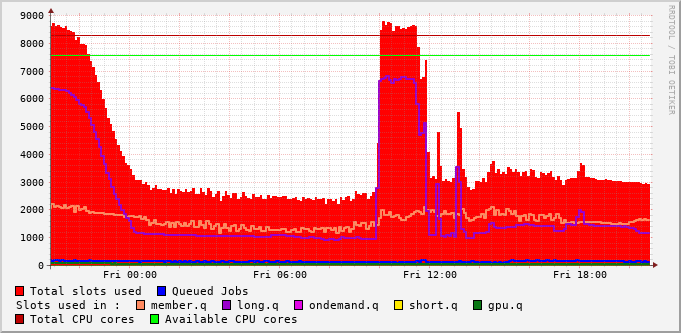 9000
8000
7000
6000
5000
4000
3000
2000
1000
0
Fri 00:00 Fri 06:00 Fri 12:00 Fri 18:00
RRDTOOL / TOBI OETIKER
Total slots used Queued Jobs
Slots used in : member.q long.q ondemand.q short.q gpu.q
Total CPU cores Available CPU cores